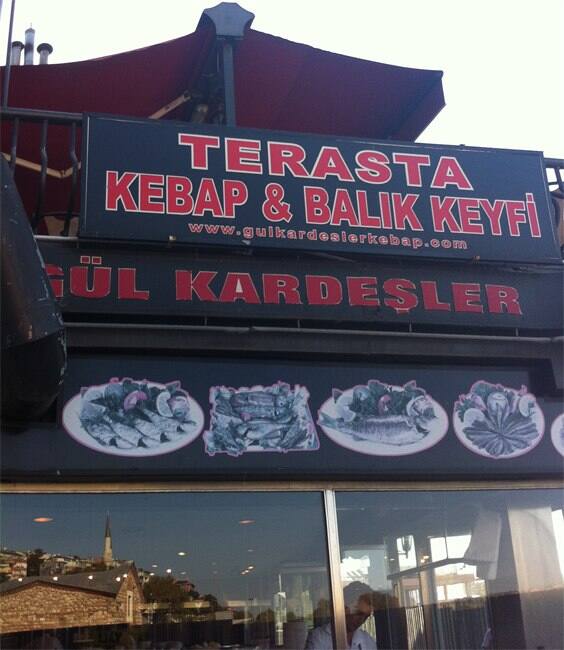 TERASTA
KEBAP & BALIK KEYFİ
www.gulkardeslerkebap.com
GÜL KARDEŞLER